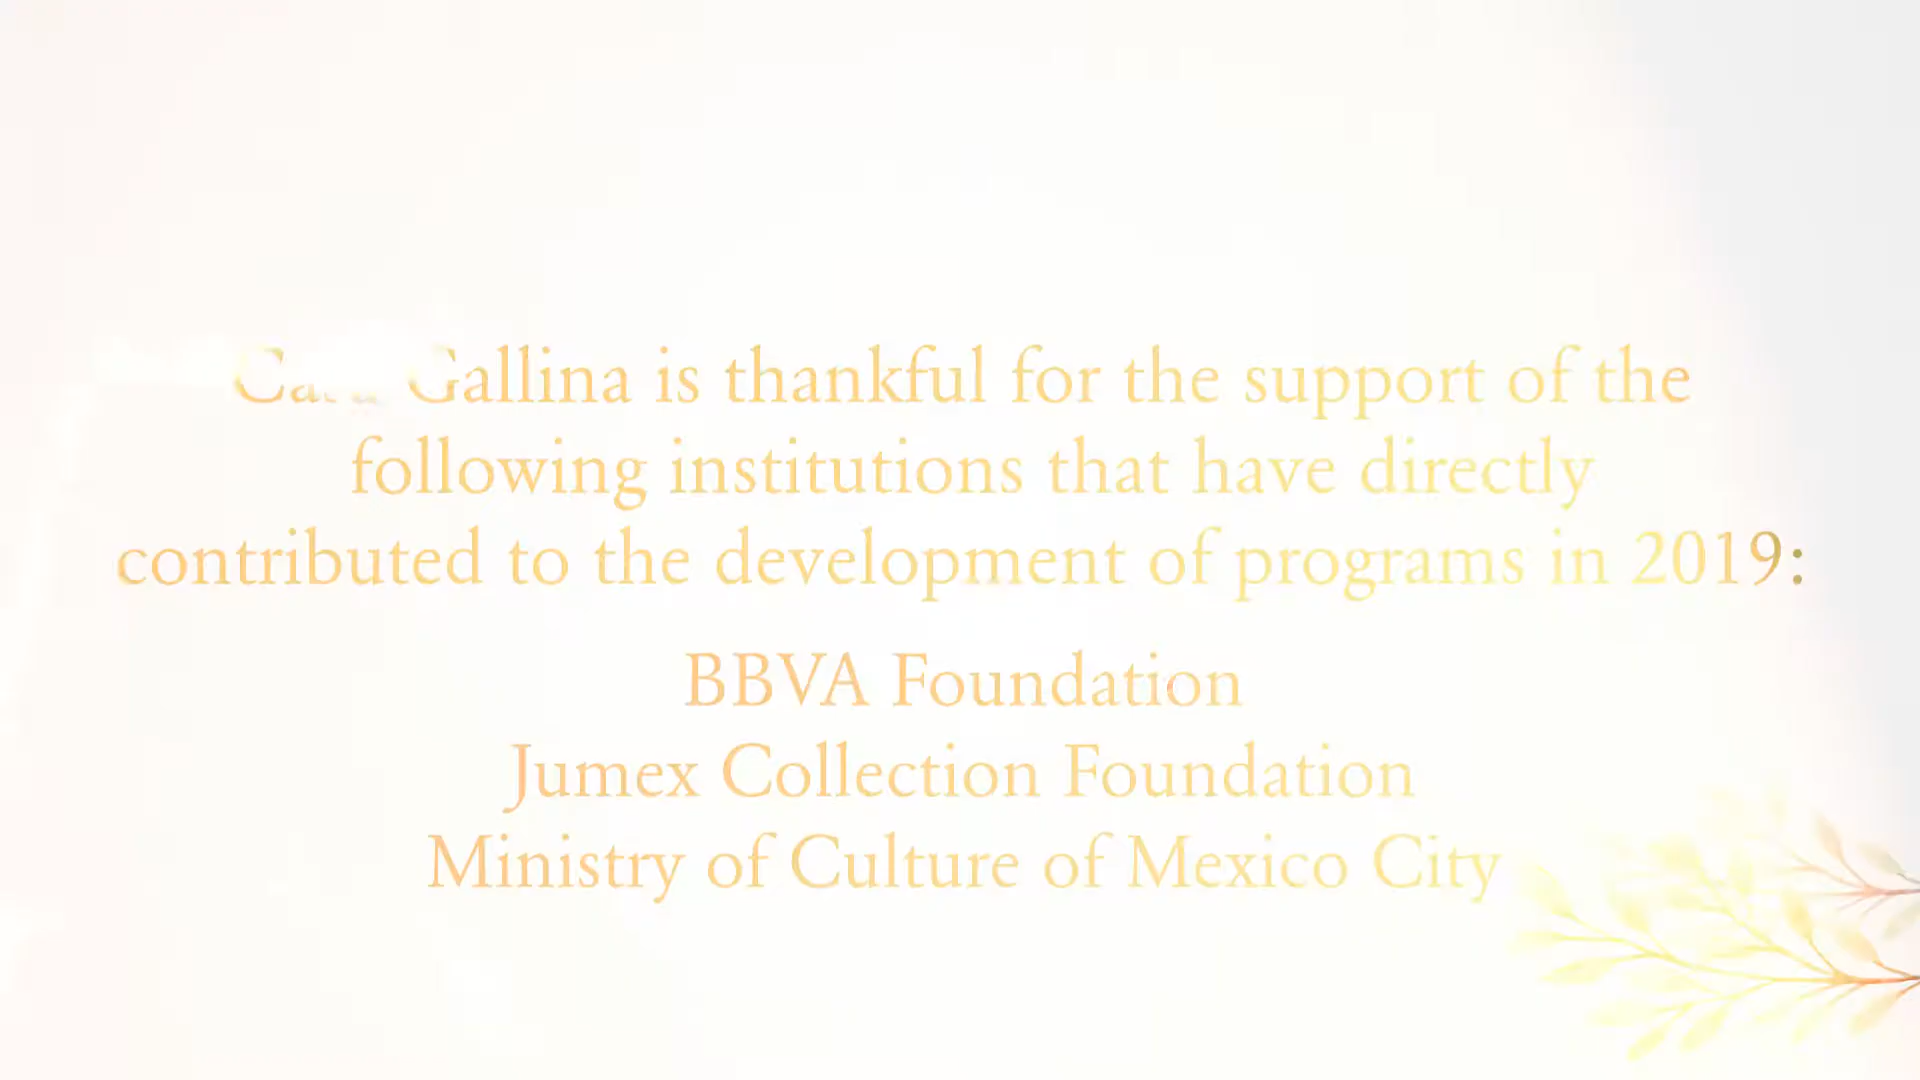 Gallina is thankful for the support of the
following institutions that have directly
contributed to the development of programs in 2019:
BBVA Foundation
Jumex Collection Foundation
Ministry of Culture of Mexico City